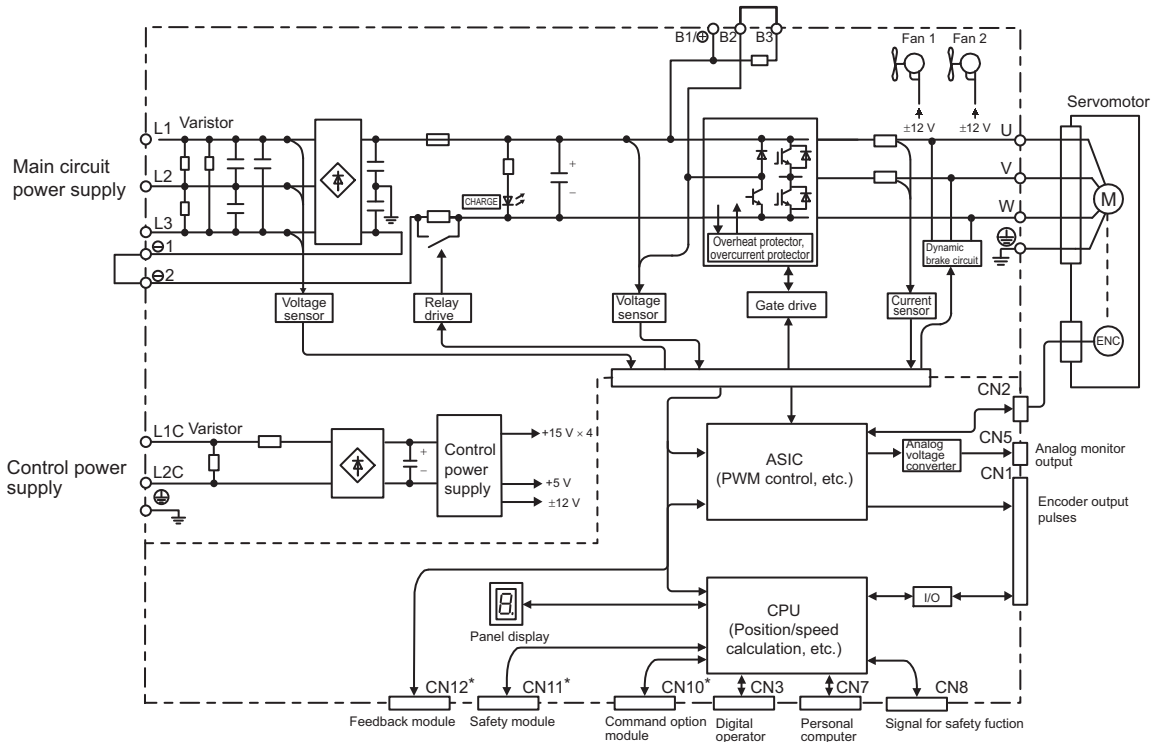 B1/⊕ B2 B3
Fan 1 Fan 2
±12 V ±12 V
Servomotor
L1 Varistor
U
Main circuit
power supply
L2
V
CHARGE
+
–
W
M
L3
⊖1
⊖2
Overheat protector,
overcurrent protector
Dynamic
brake circuit
Voltage
sensor
Relay
drive
Voltage
sensor
Gate drive
Current
sensor
ENC
CN2
L1C Varistor
+15 V × 4
Control power
supply
+
–
Control
power
supply
L2C
+5 V
±12 V
ASIC
(PWM control, etc.)
Analog
voltage
converter
CN5
Analog monitor
output
CN1
Encoder output
pulses
8.
Panel display
CPU
(Position/speed
calculation, etc.)
I/O
CN12* CN11* CN10* CN3 CN7 CN8
Feedback module
Safety module
Command option
module
Digital
operator
Personal
computer
Signal for safety fuction